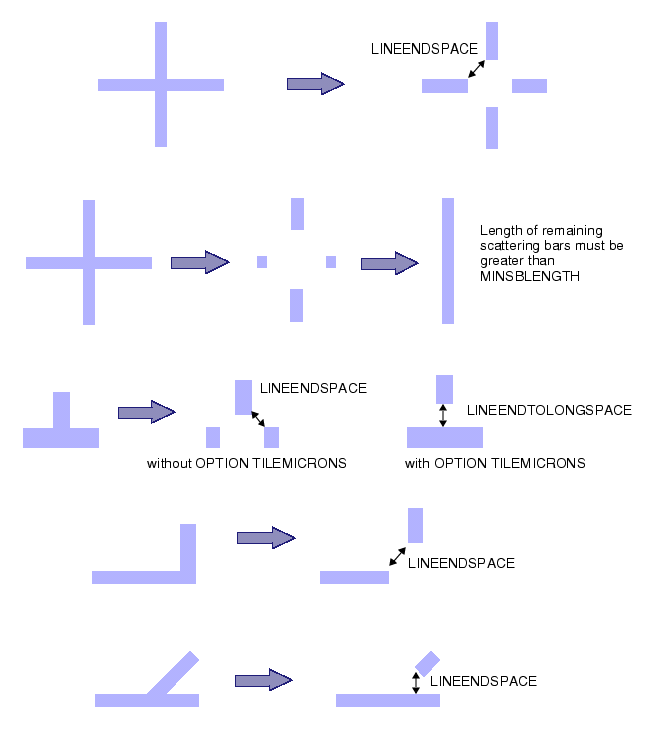 LINEENDSPACE
Length of remaining
scattering bars must be
greater than
MINSBLENGTH
LINEENDSPACE
LINEENDTOLONGSPACE
without OPTION TILEMICRONS
with OPTION TILEMICRONS
LINEENDSPACE
LINEENDSPACE